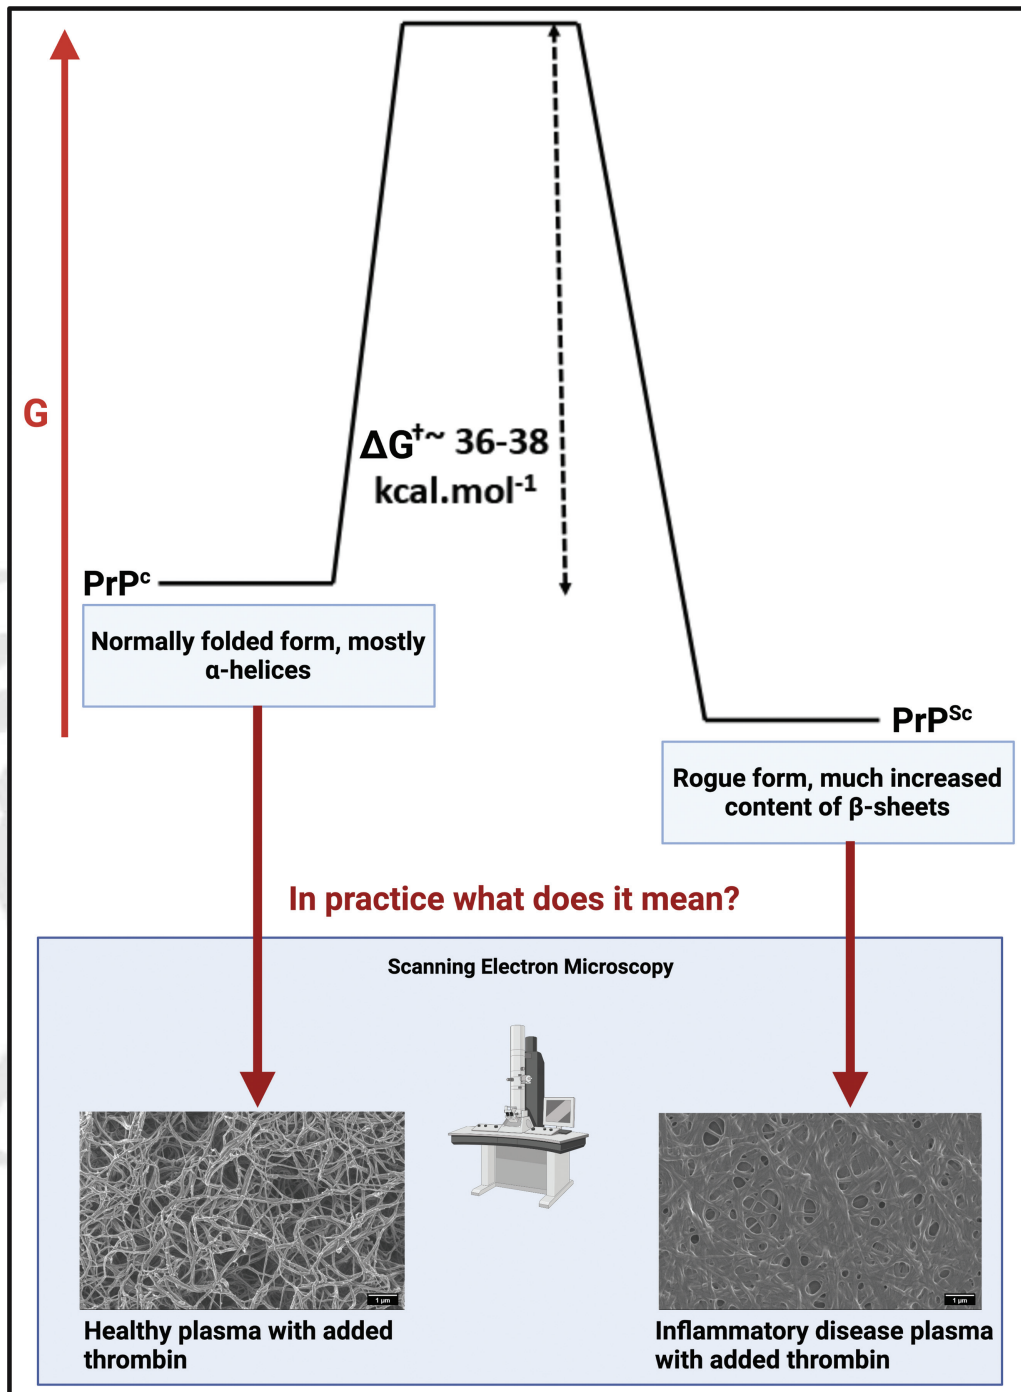 G
ΔG†~ 36-38
kcal.mol⁻¹
PrPᶜ
Normally folded form, mostly
α-helices
PrPˢᶜ
Rogue form, much increased
content of β-sheets
In practice what does it mean?
Scanning Electron Microscopy
1 µm
1 µm
Healthy plasma with added
thrombin
Inflammatory disease plasma
with added thrombin